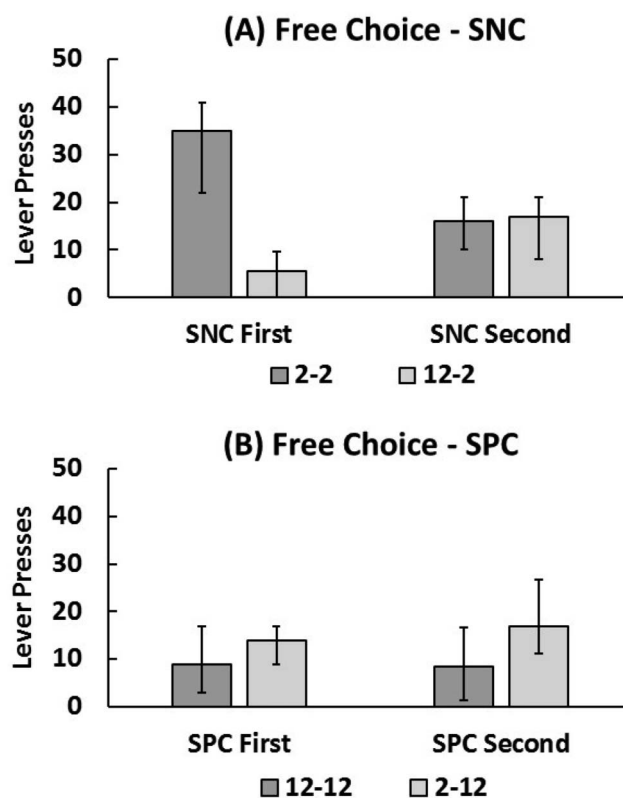 (A) Free Choice - SNC
50
40
30
20
10
0
Lever Presses
SNC First SNC Second
2-2 12-2
(B) Free Choice - SPC
50
40
30
20
10
0
Lever Presses
SPC First SPC Second
12-12 2-12